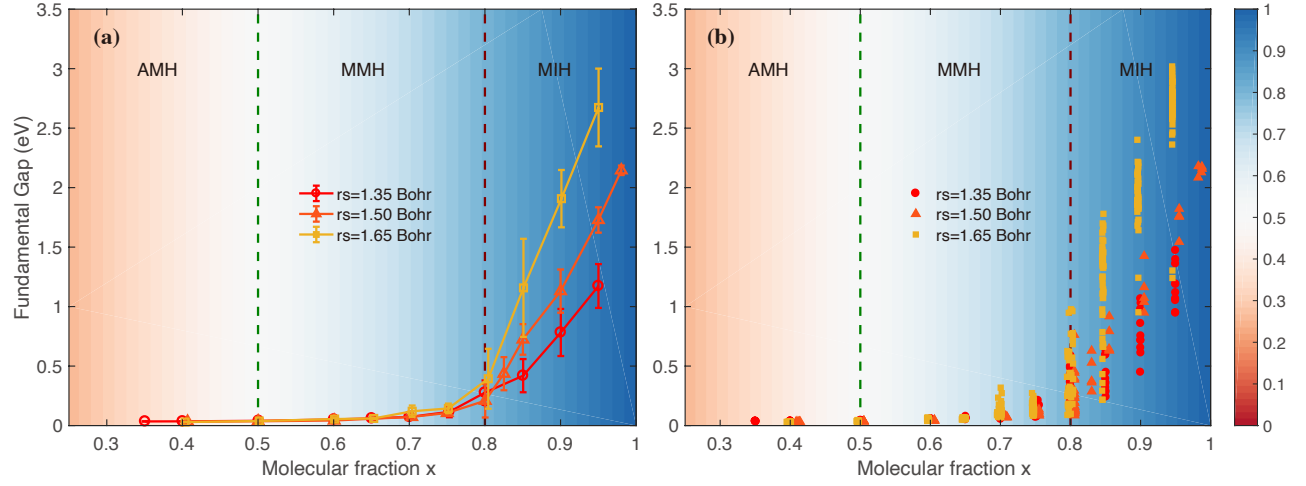 (a)
AMH
MMH
MIH
rs=1.35 Bohr
rs=1.50 Bohr
rs=1.65 Bohr
Fundamental Gap (eV)
3.5
3
2.5
2
1.5
1
0.5
0
0.3
0.4
0.5
0.6
0.7
0.8
0.9
1
Molecular fraction x
(b)
AMH
MMH
MIH
rs=1.35 Bohr
rs=1.50 Bohr
rs=1.65 Bohr
3.5
3
2.5
2
1.5
1
0.5
0
0.3
0.4
0.5
0.6
0.7
0.8
0.9
1
Molecular fraction x
1
0.9
0.8
0.7
0.6
0.5
0.4
0.3
0.2
0.1
0